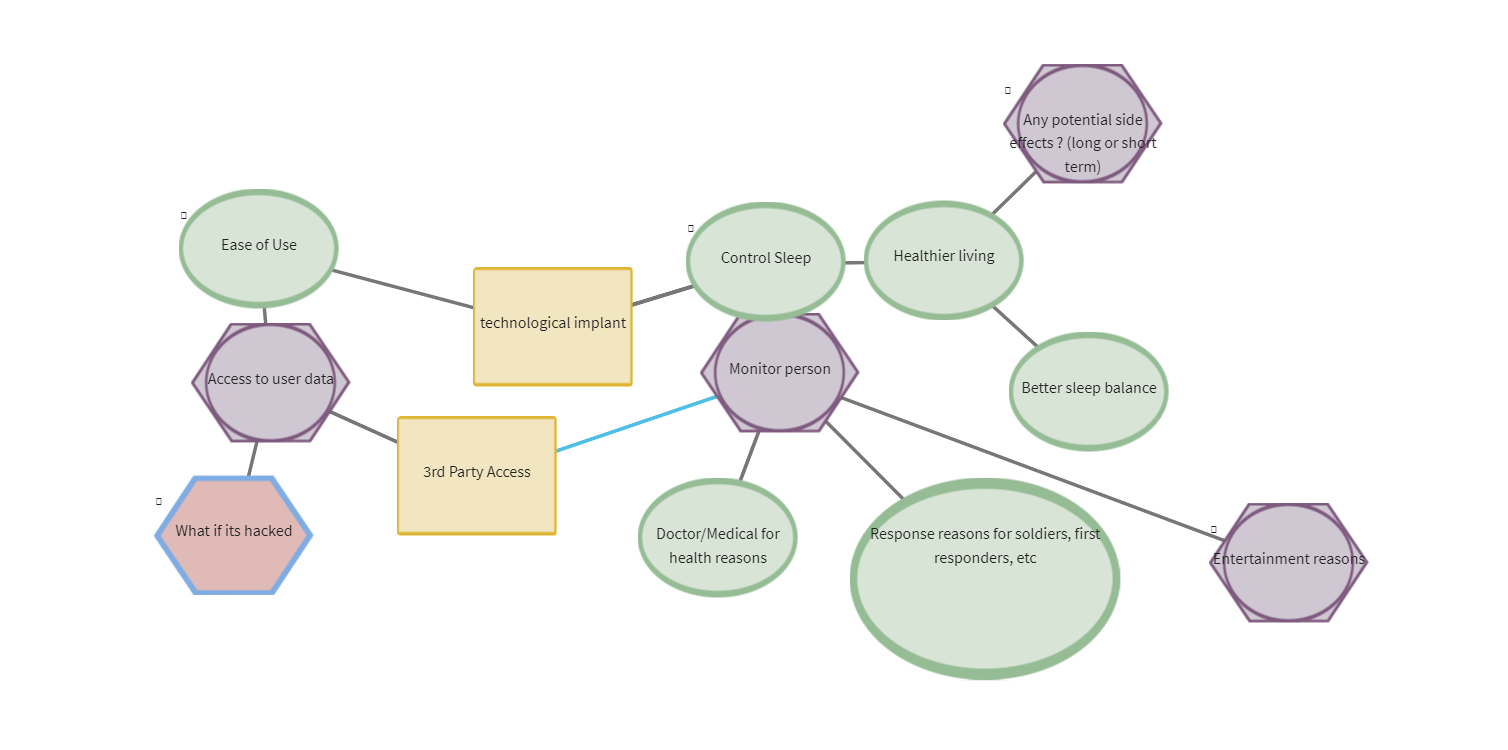 Any potential side
effects ? (long or short
term)
Ease of Use
Control Sleep
Healthier living
technological implant
Monitor person
Access to user data
Better sleep balance
3rd Party Access
What if its hacked
Doctor/Medical for
health reasons
Response reasons for soldiers, first
responders, etc
Entertainment reasons